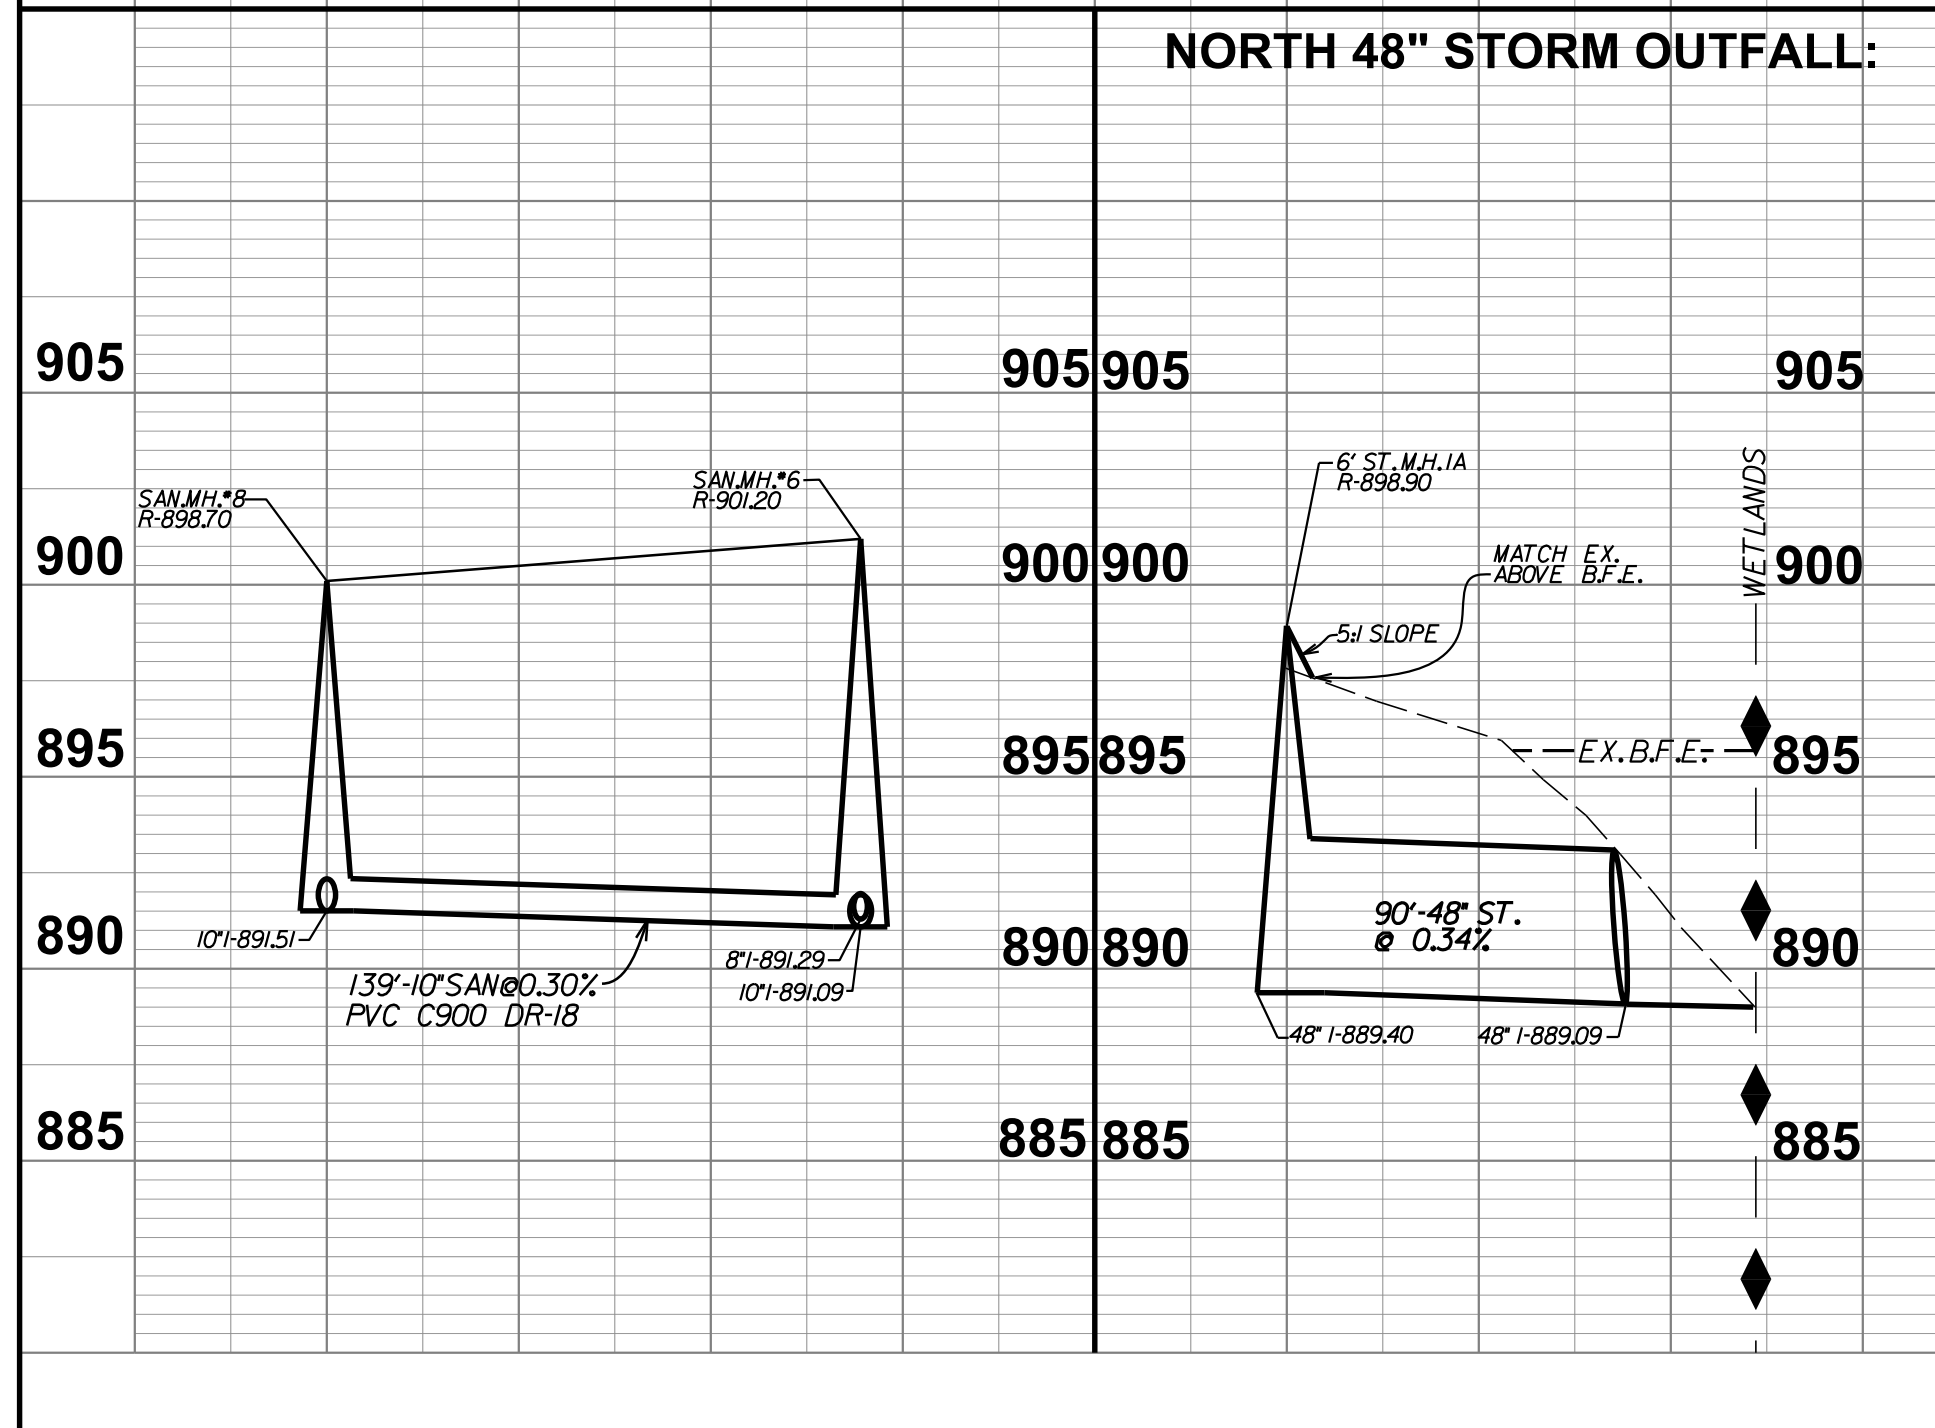 NORTH 48" STORM OUTFALL:
905
905
905
905
SAN.MH.#8
R-898.70
SAN.MH.#6
R-901.20
6' ST.M.H.1A
R-898.90
WETLANDS
900
900
900
900
MATCH EX.
ABOVE B.F.E.
5:1 SLOPE
895
895
895
EX.B.F.E.
895
890
890
890
890
10"I-891.51
139'-10"SAN@0.30%
PVC C900 DR-18
8"I-891.29
10"I-891.09
90'-48" ST.
@ 0.34%
48" I-889.40
48" I-889.09
885
885
885
885